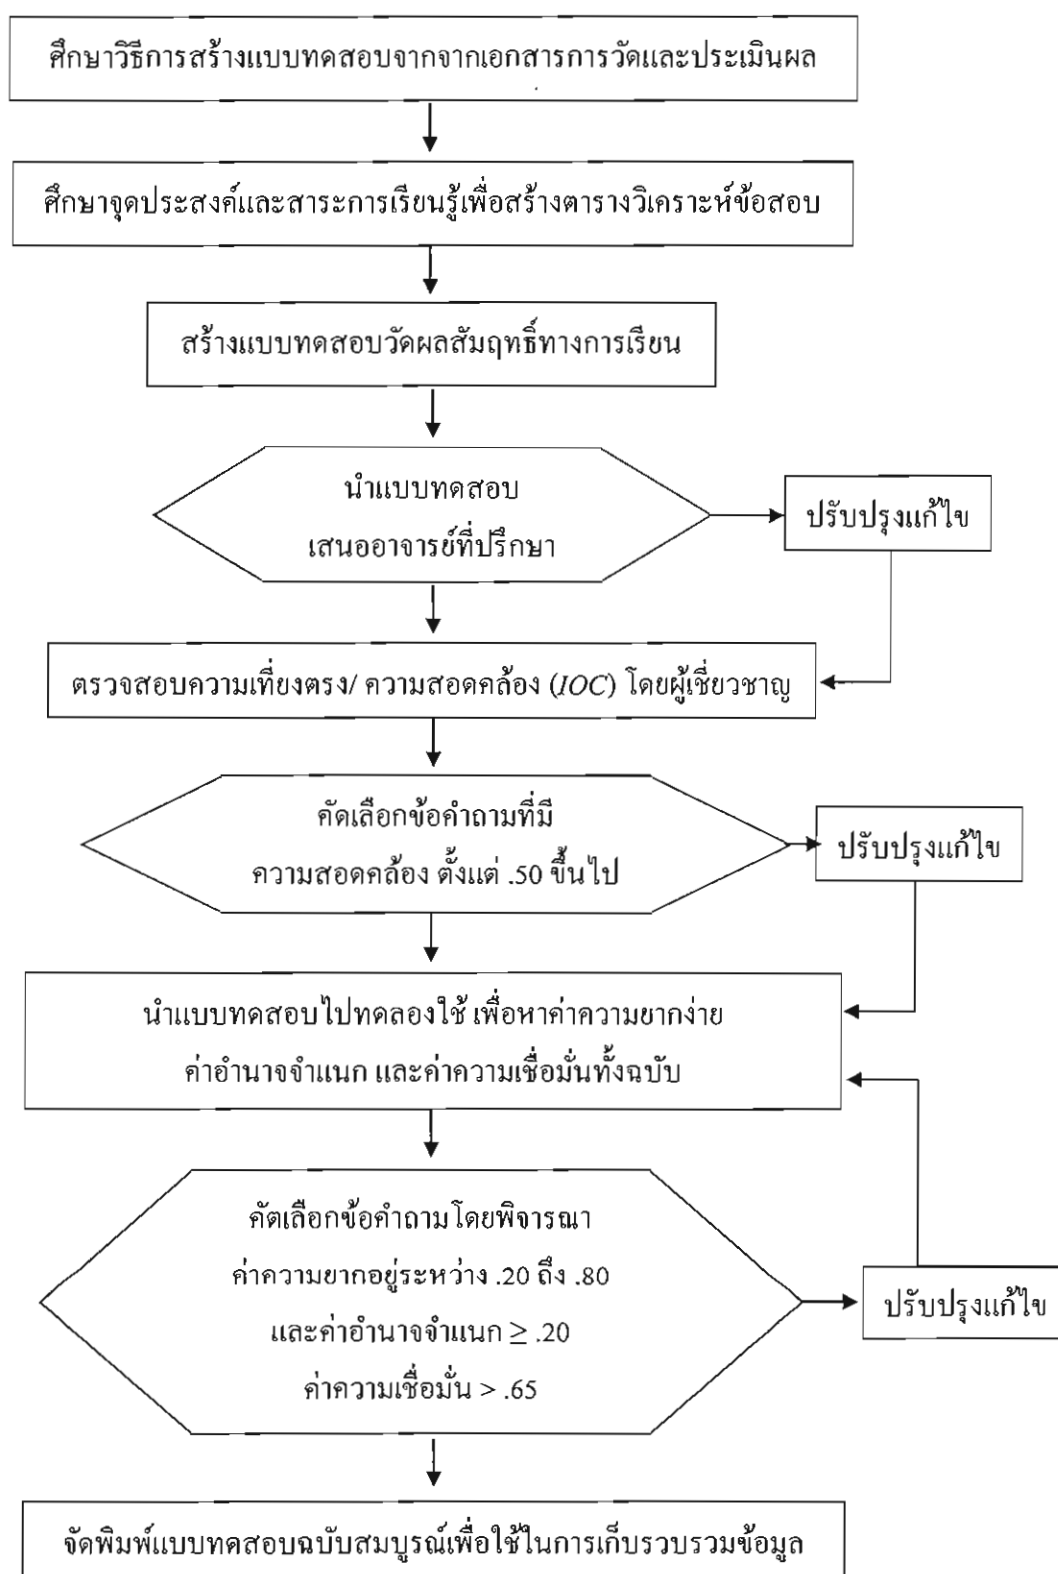 ศึกษาวิธีการสร้างแบบทดสอบจากจากเอกสารการวัดและประเมินผล
ศึกษาจุดประสงค์และสาระการเรียนรู้เพื่อสร้างตารางวิเคราะห์ข้อสอบ
สร้างแบบทดสอบวัดผลสัมฤทธิ์ทางการเรียน
นำแบบทดสอบ
เสนออาจารย์ที่ปรึกษา
ปรับปรุงแก้ไข
ตรวจสอบความเที่ยงตรง/ ความสอดคล้อง (IOC) โดยผู้เชี่ยวชาญ
คัดเลือกข้อคำถามที่มี
ความสอดคล้อง ตั้งแต่ .50 ขึ้นไป
ปรับปรุงแก้ไข
นำแบบทดสอบไปทดลองใช้ เพื่อหาค่าความยากง่าย
ค่าอำนาจจำแนก และค่าความเชื่อมั่นทั้งฉบับ
คัดเลือกข้อคำถามโดยพิจารณา
ค่าความยากอยู่ระหว่าง .20 ถึง .80
และค่าอำนาจจำแนก ≥ .20
ค่าความเชื่อมั่น > .65
ปรับปรุงแก้ไข
จัดพิมพ์แบบทดสอบฉบับสมบูรณ์เพื่อใช้ในการเก็บรวบรวมข้อมูล